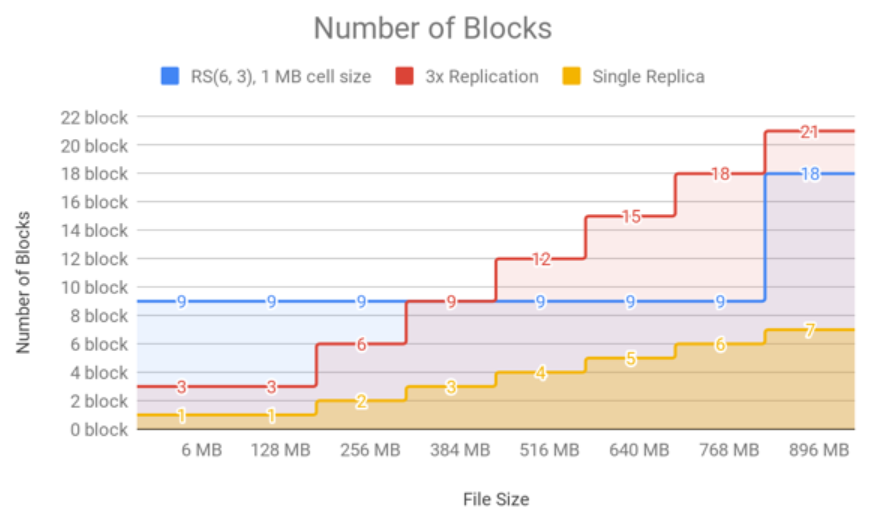 Number of Blocks
RS(6, 3), 1 MB cell size 3x Replication Single Replica
22 block
20 block
18 block
16 block
14 block
12 block
10 block
8 block
6 block
4 block
2 block
0 block
Number of Blocks
21
18 18
15
12
9 9 9 9 9 9 9
6
3 3
1 1 2 3 4 5 6 7
6 MB 128 MB 256 MB 384 MB 516 MB 640 MB 768 MB 896 MB
File Size